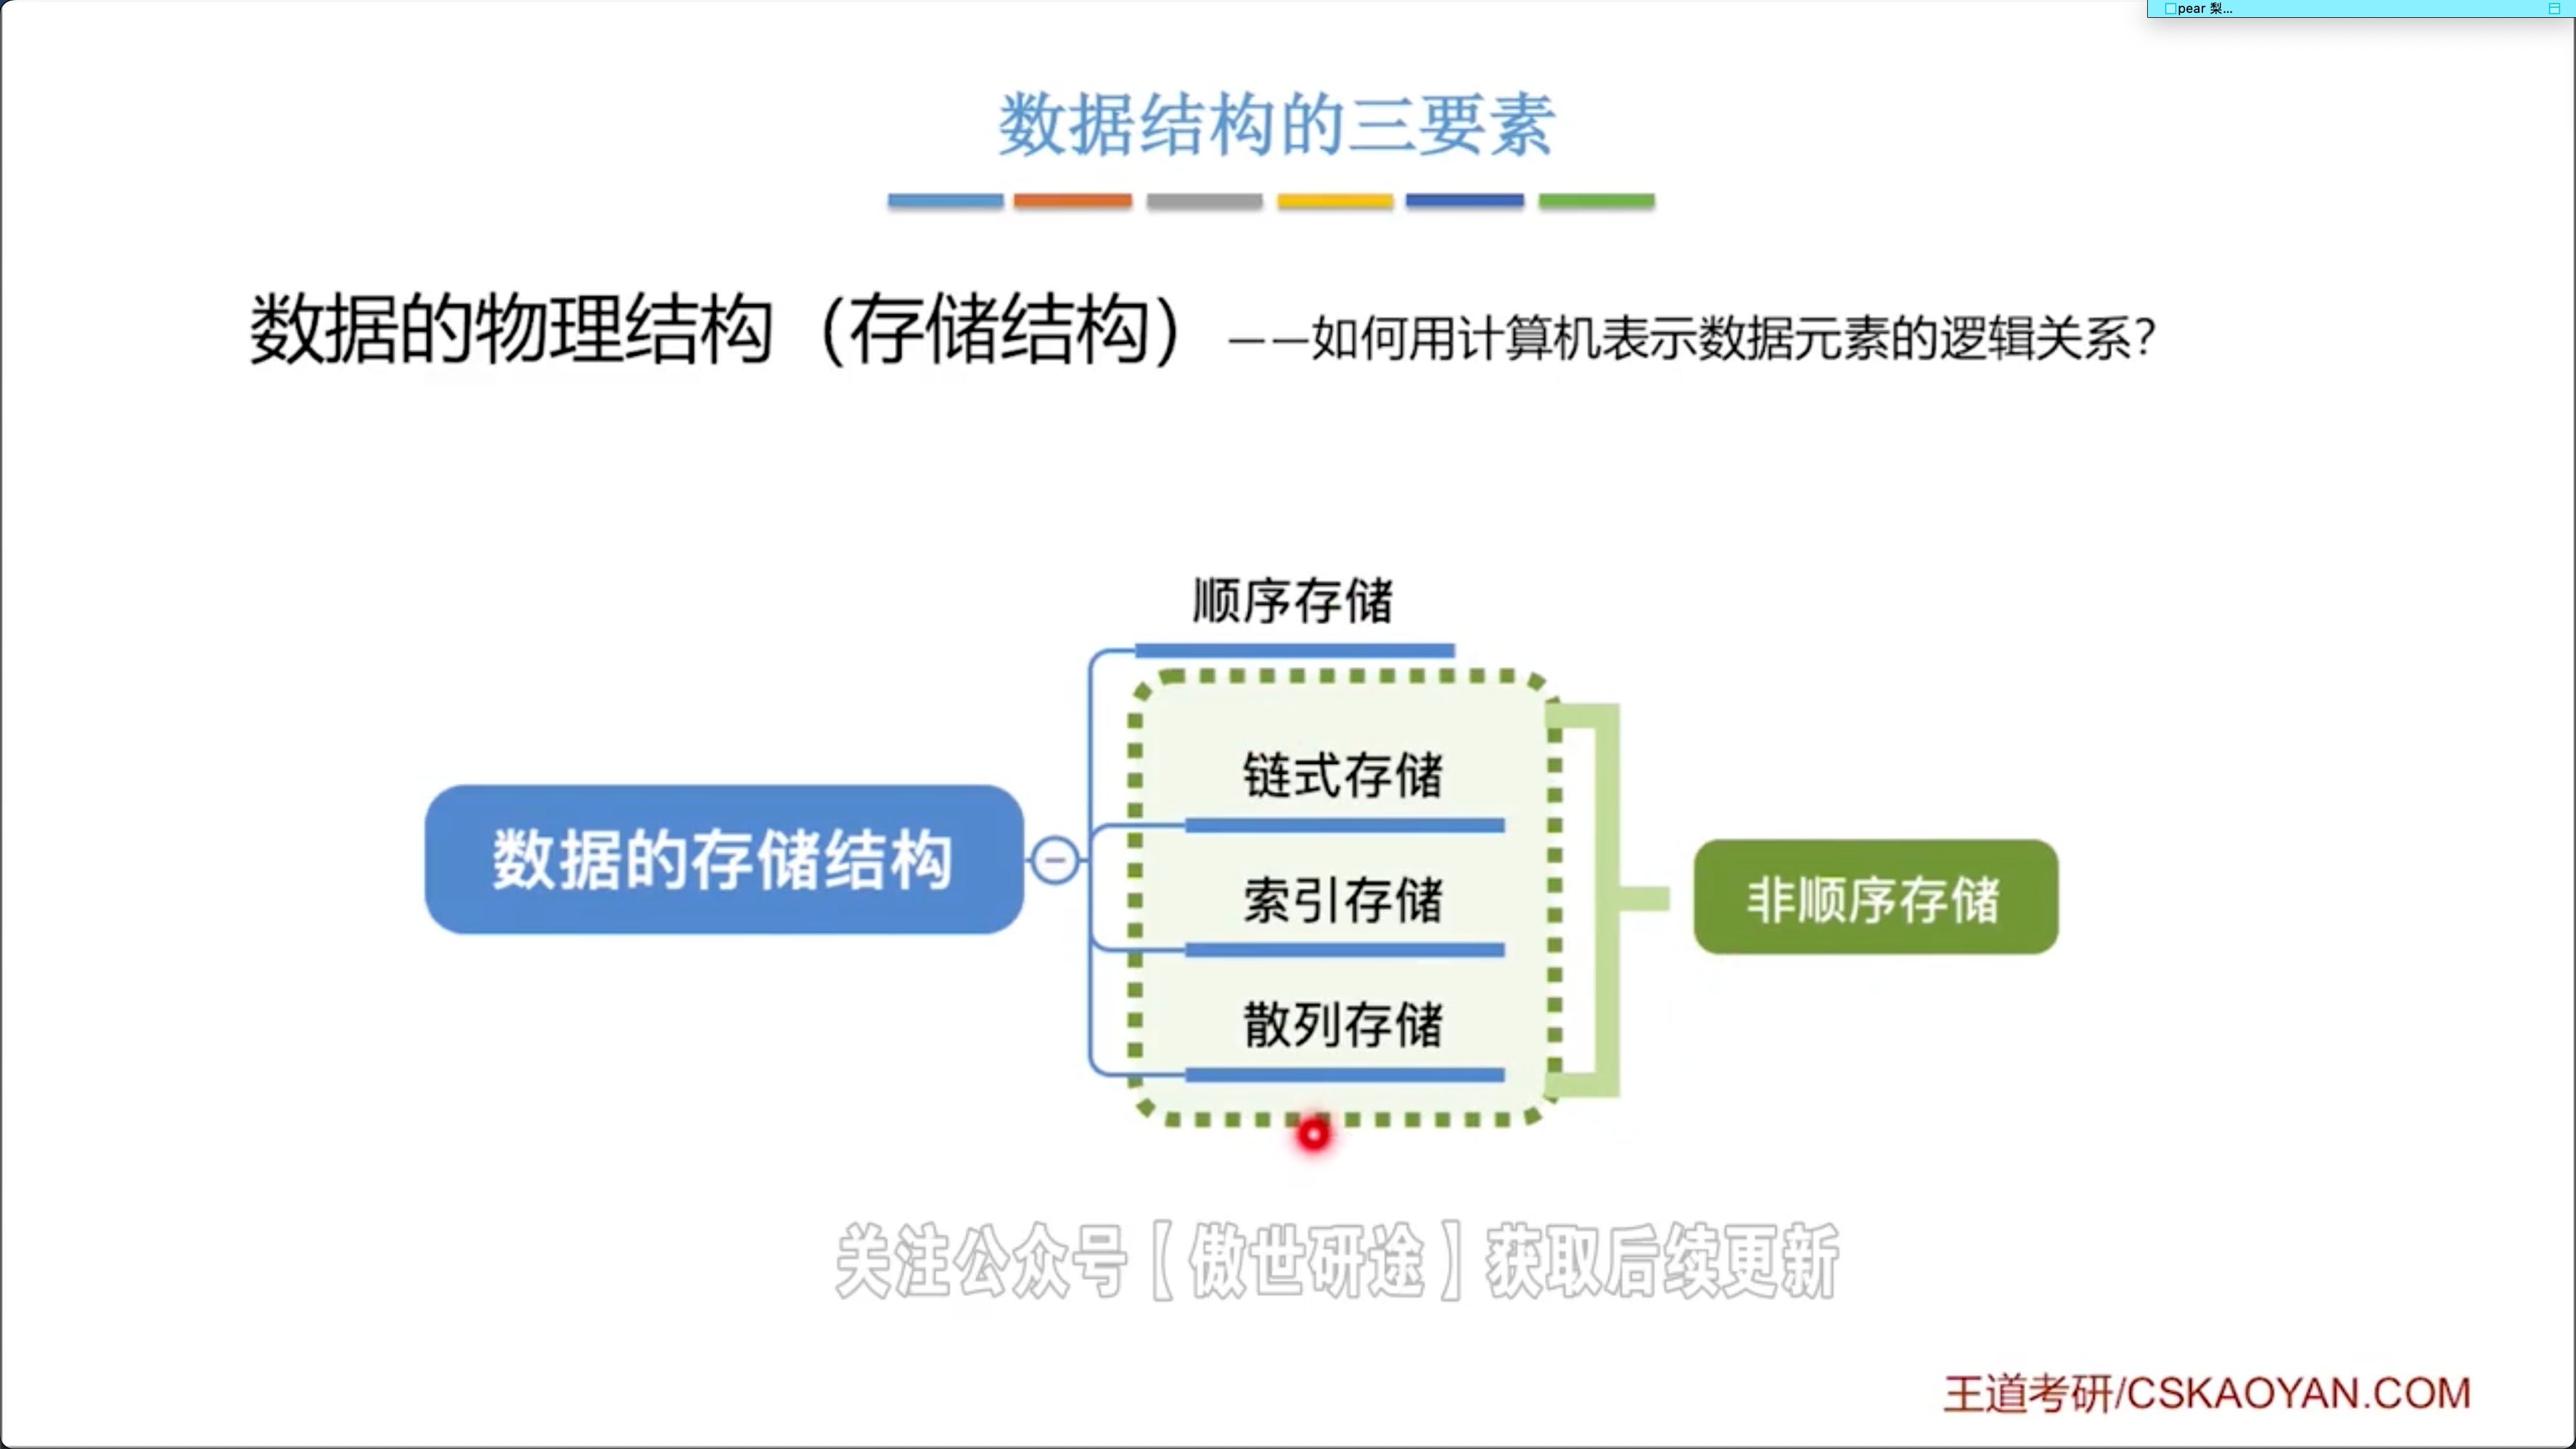 pear 梨...
数据结构的三要素
数据的物理结构（存储结构）——如何用计算机表示数据元素的逻辑关系？
顺序存储
链式存储
数据的存储结构
索引存储
非顺序存储
散列存储
关注公众号【傲世研途】获取后续更新
王道考研/CSKAOYAN.COM